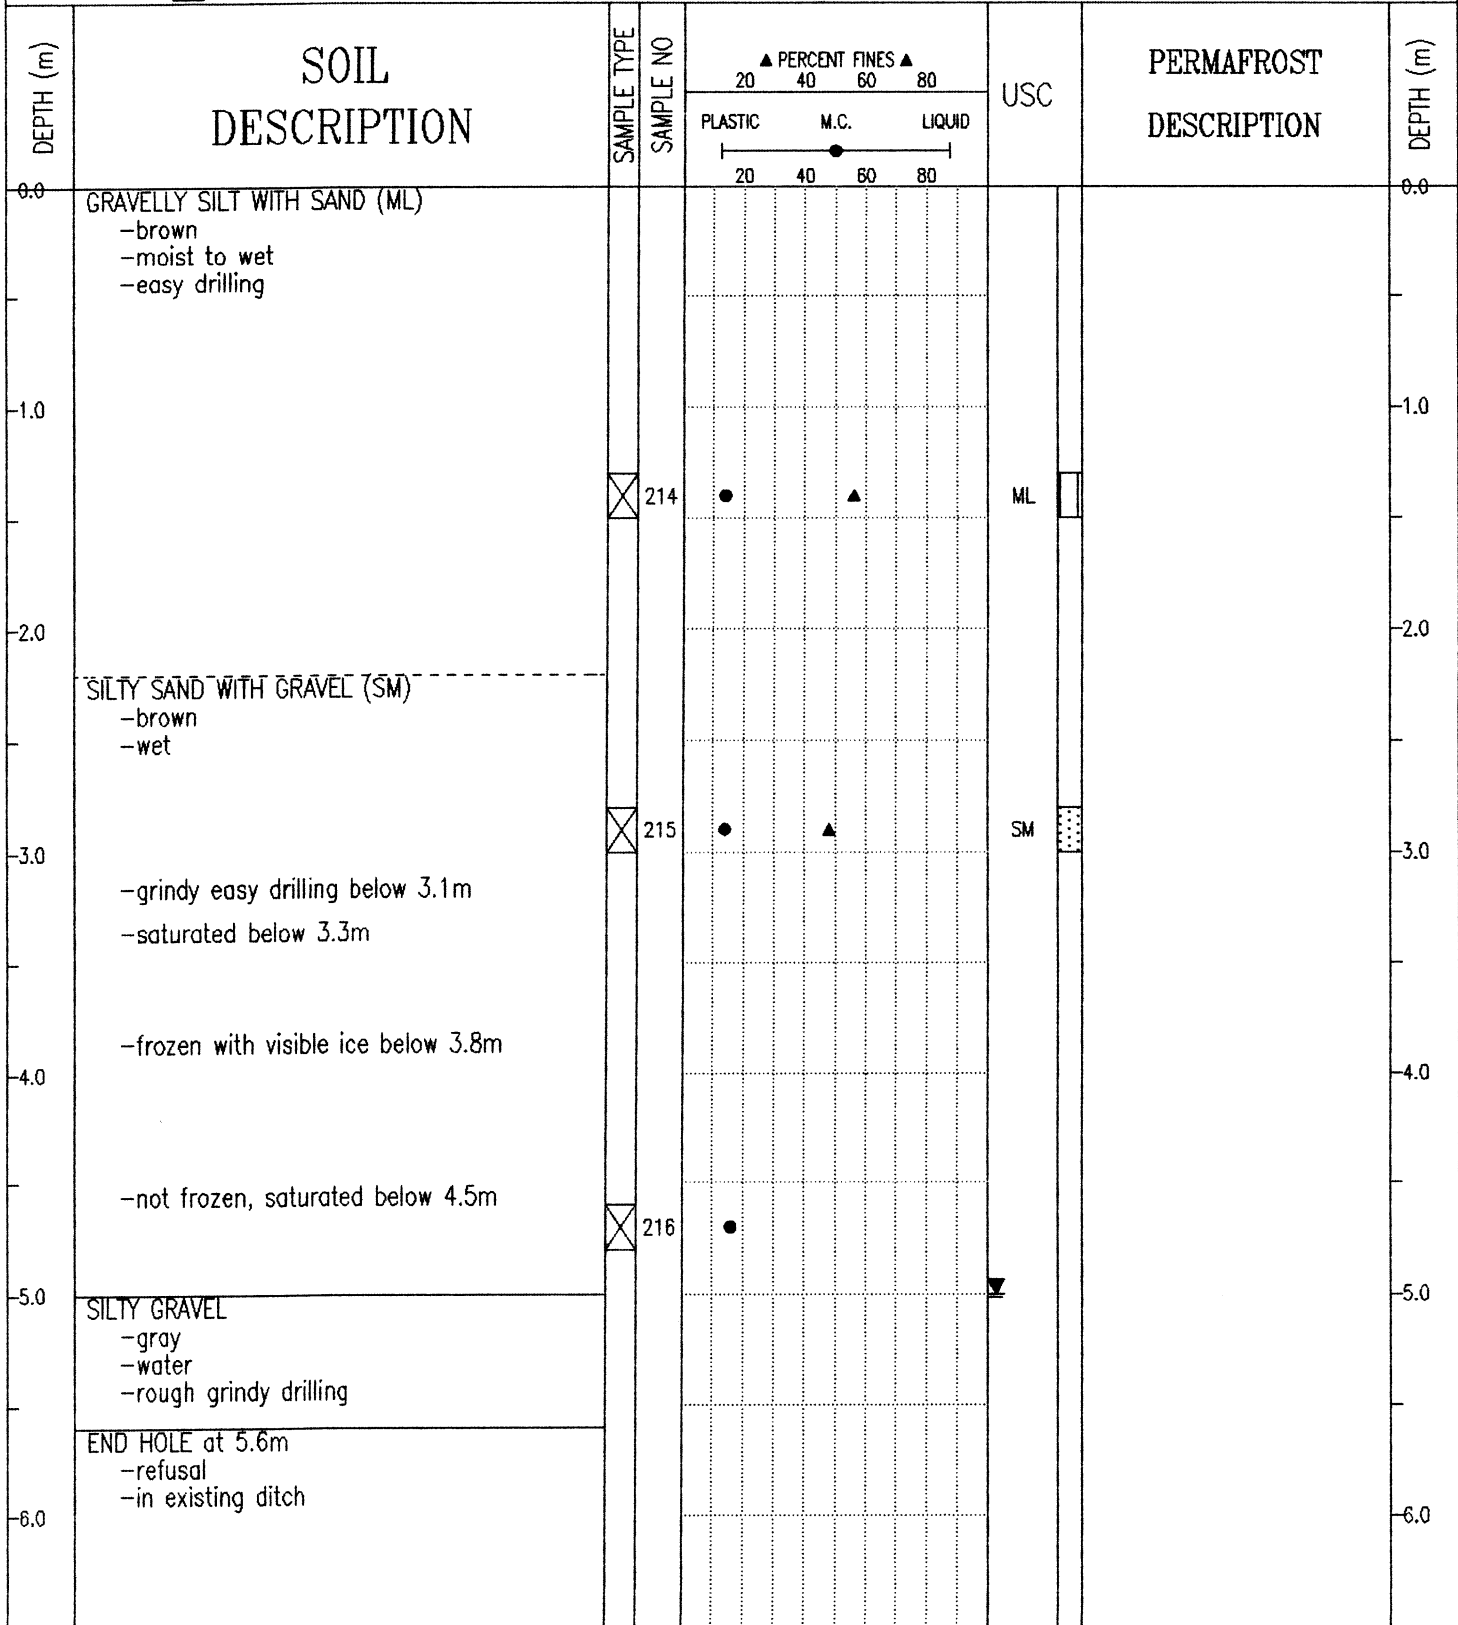 DEPTH (m)
SOIL
DESCRIPTION
SAMPLE TYPE
SAMPLE NO
▲ PERCENT FINES ▲
20 40 60 80
PLASTIC M.C. LIQUID
20 40 60 80
USC
PERMAFROST
DESCRIPTION
DEPTH (m)
0.0
GRAVELLY SILT WITH SAND (ML)
0.0
-brown
-moist to wet
-easy drilling
1.0
1.0
214
ML
2.0
2.0
SILTY SAND WITH GRAVEL (SM)
-brown
-wet
215
SM
3.0
3.0
-grindy easy drilling below 3.1m
-saturated below 3.3m
-frozen with visible ice below 3.8m
4.0
4.0
-not frozen, saturated below 4.5m
216
5.0
5.0
SILTY GRAVEL
-gray
-water
-rough grindy drilling
END HOLE at 5.6m
-refusal
-in existing ditch
6.0
6.0